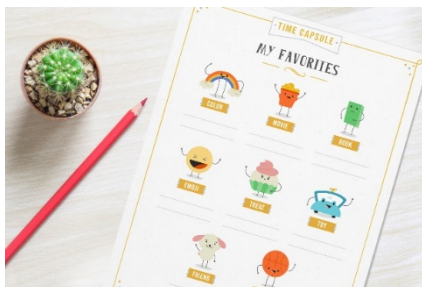 TIME CAPSULE
MY FAVORITES
COLOR
MOVIE
BOOK
EMOJI
TREAT
TOY
FRIEND